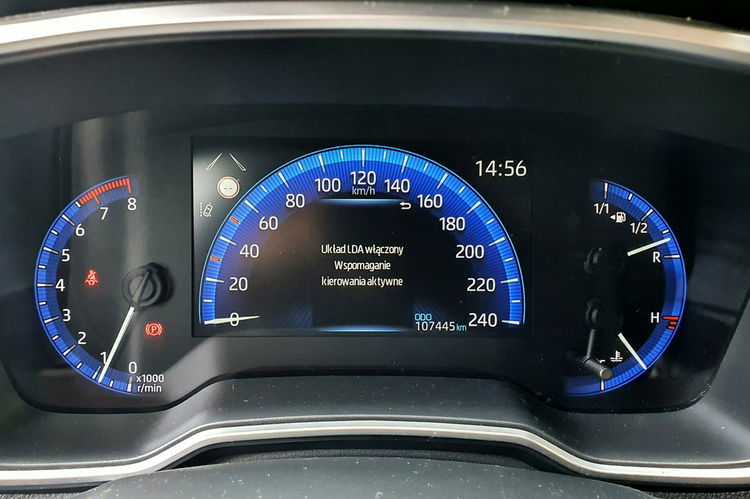 8
7
6
5
4
3
2
1
0
x1000
r/min
14:56
0
20
40
60
80
100
120
140
160
180
200
220
240
km/h
Układ LDA włączony
Wspomaganie
kierowania aktywne
ODO
107445 km
1/1
1/2
R
H